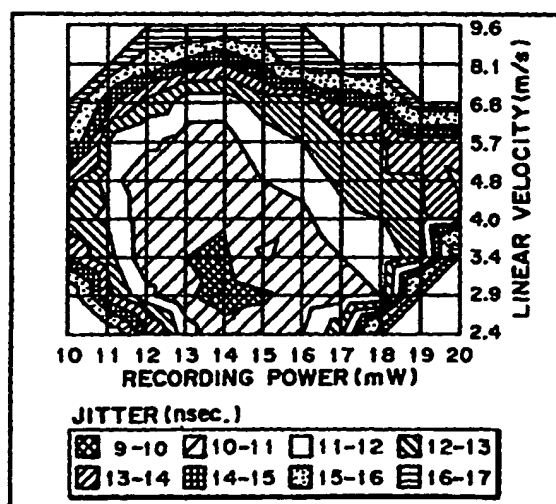 9.6
8.1
6.8
5.7
4.8
4.0
3.4
2.9
2.4
LINEAR VELOCITY (m/s)
10 11 12 13 14 15 16 17 18 19 20
RECORDING POWER (mW)
JITTER (nsec.)
9-10 10-11 11-12 12-13
13-14 14-15 15-16 16-17